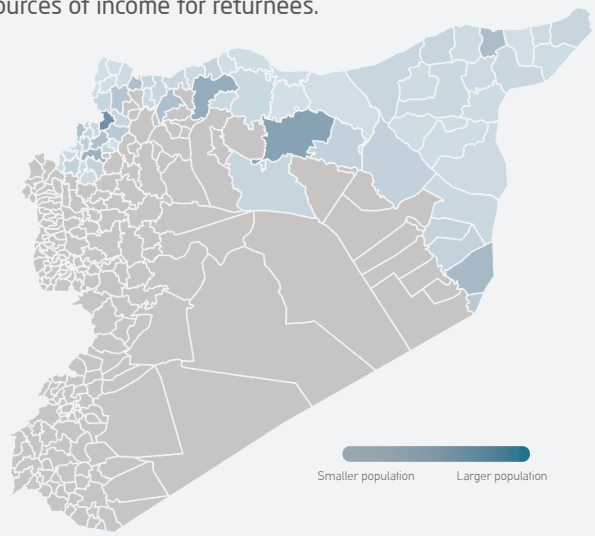 ources of income for returnees.
Smaller population Larger population